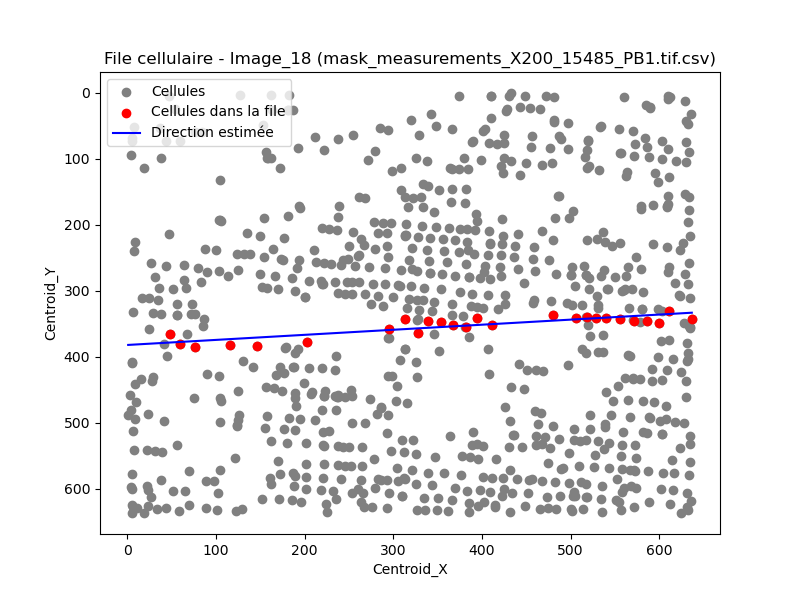 File cellulaire - Image_18 (mask_measurements_X200_15485_PB1.tif.csv)
Cellules
Cellules dans la file
Direction estimée
0
100
200
300
400
500
600
Centroid_Y
0 100 200 300 400 500 600
Centroid_X